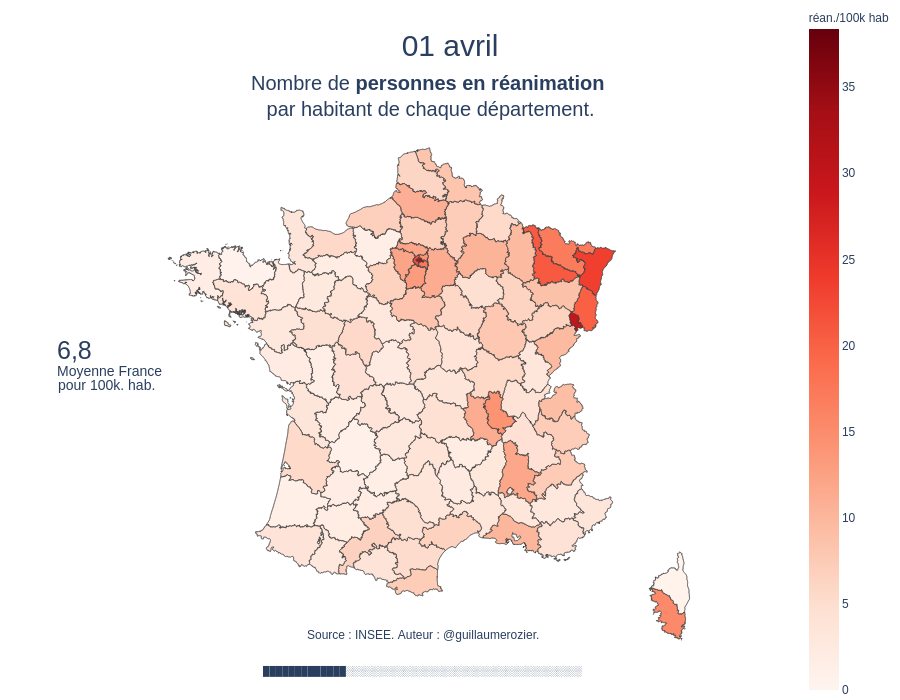 réan./100k hab
01 avril
Nombre de personnes en réanimation
par habitant de chaque département.
35
30
25
20
15
10
5
0
6,8
Moyenne France
pour 100k. hab.
Source : INSEE. Auteur : @guillaumerozier.